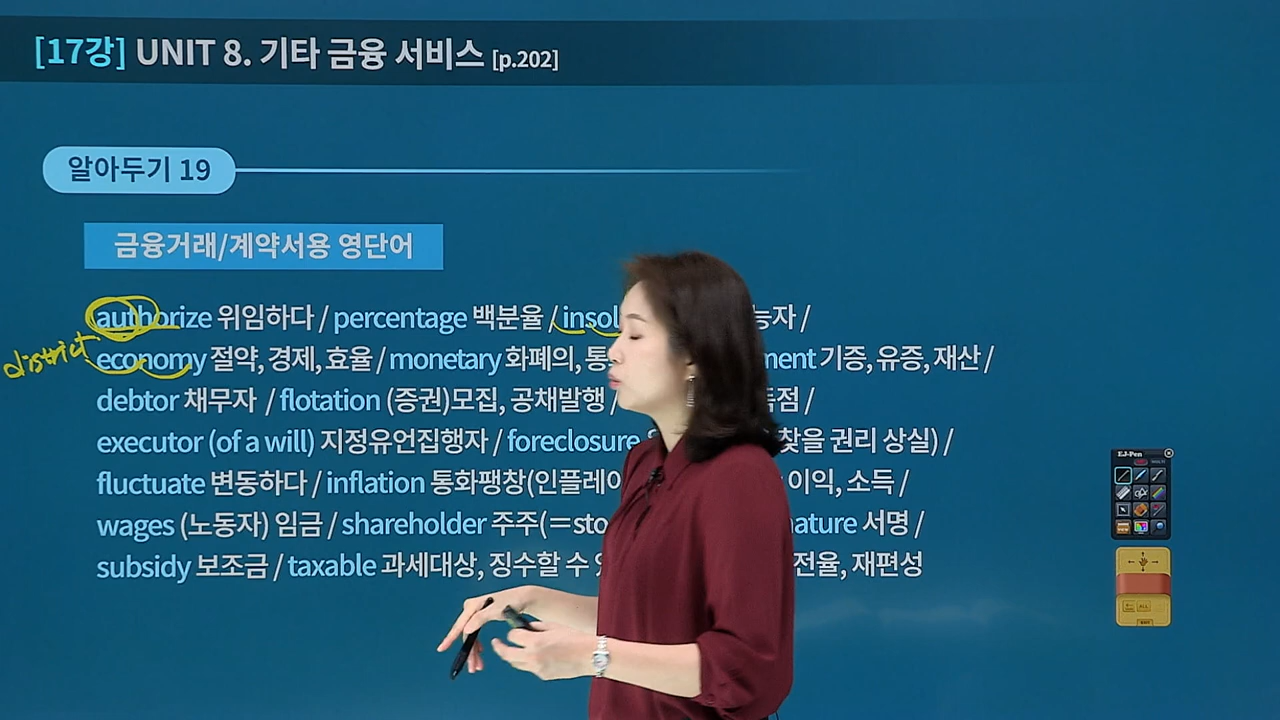 [17강] UNIT 8. 기타 금융 서비스 [p.202]
알아두기 19
금융거래/계약서용 영단어
authorize 위임하다 / percentage 백분율 / 능자 /
district
economy 절약, 경제, 효율 / monetary 화폐의, 기증, 유증, 재산 /
debtor 채무자 / flotation (증권)모집, 공채발행 /
executor (of a will) 지정유언집행자 / foreclosure 찾을 권리 상실) /
fluctuate 변동하다 / inflation 통화팽창(인플레이 이익, 소득 /
wages (노동자) 임금 / shareholder 주주(=sto 서명 /
subsidy 보조금 / taxable 과세대상, 징수할 수 전율, 재편성
EJ-Pen